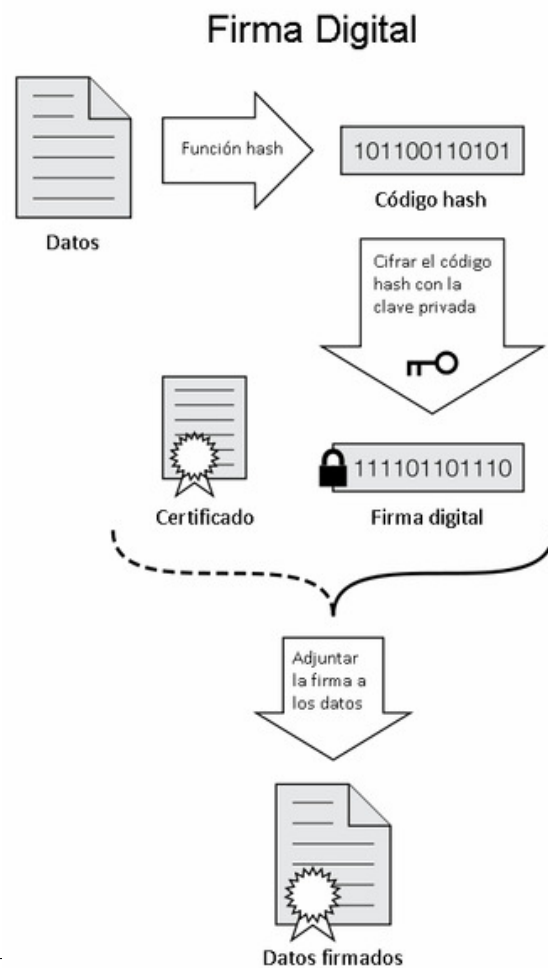 Firma Digital
Función hash
101100110101
Código hash
Datos
Cifrar el código
hash con la
clave privada
111101101110
Certificado
Firma digital
Adjuntar
la firma a
los datos
Datos firmados